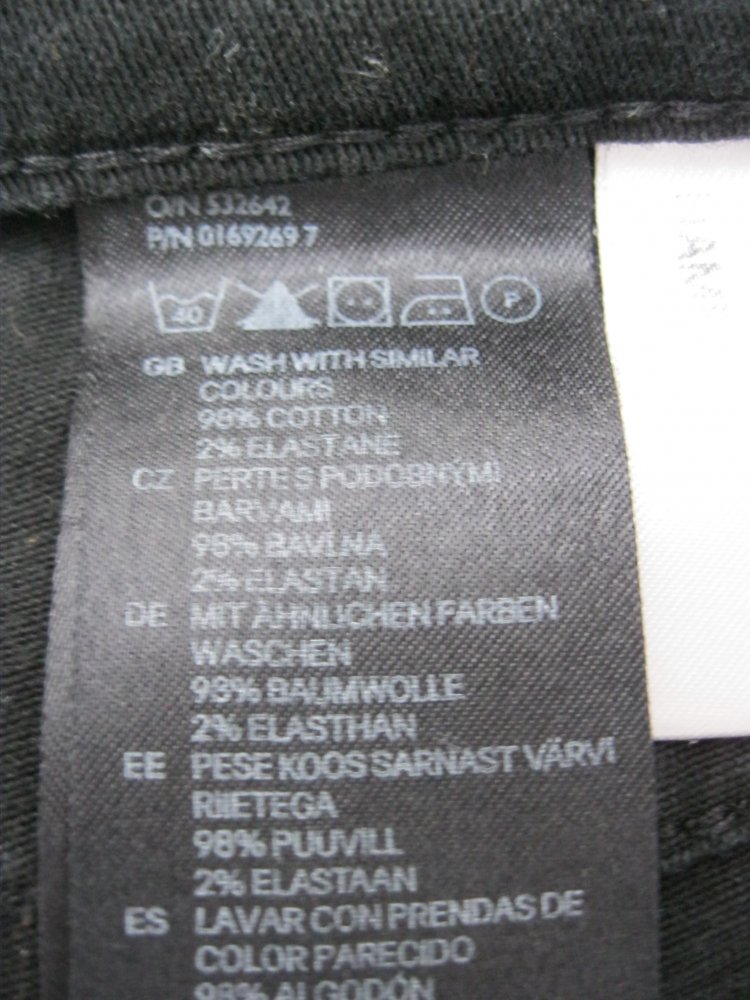 O/N 532642
P/N 0169269 7
40
P
GB WASH WITH SIMILAR
COLOURS
98% COTTON
2% ELASTANE
CZ PERTE S PODOBNÝMI
BARVAMI
98% BAVLNA
2% ELASTAN
DE MIT ÄHNLICHEN FARBEN
WASCHEN
98% BAUMWOLLE
2% ELASTHAN
EE PESE KOOS SARNAST VÄRVI
RIIETEGA
98% PUUVILL
2% ELASTAAN
ES LAVAR CON PRENDAS DE
COLOR PARECIDO
98% ALGODÓN